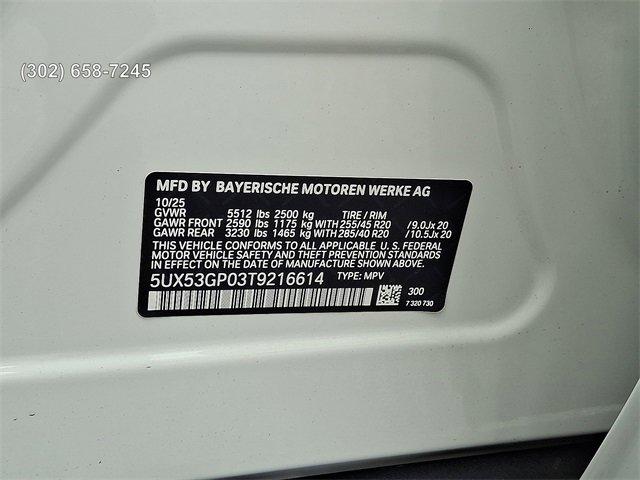 (302) 658-7245
MFD BY BAYERISCHE MOTOREN WERKE AG
10/25
GVWR 5512 lbs 2500 kg TIRE / RIM
GAWR FRONT 2590 lbs 1175 kg WITH 255/45 R20 /9.0Jx 20
GAWR REAR 3230 lbs 1465 kg WITH 285/40 R20 /10.5Jx 20
THIS VEHICLE CONFORMS TO ALL APPLICABLE U.S. FEDERAL
MOTOR VEHICLE SAFETY AND THEFT PREVENTION STANDARDS
IN EFFECT ON THE DATE OF MANUFACTURE SHOWN ABOVE.
5UX53GP03T9216614 TYPE: MPV
300
7 320 730